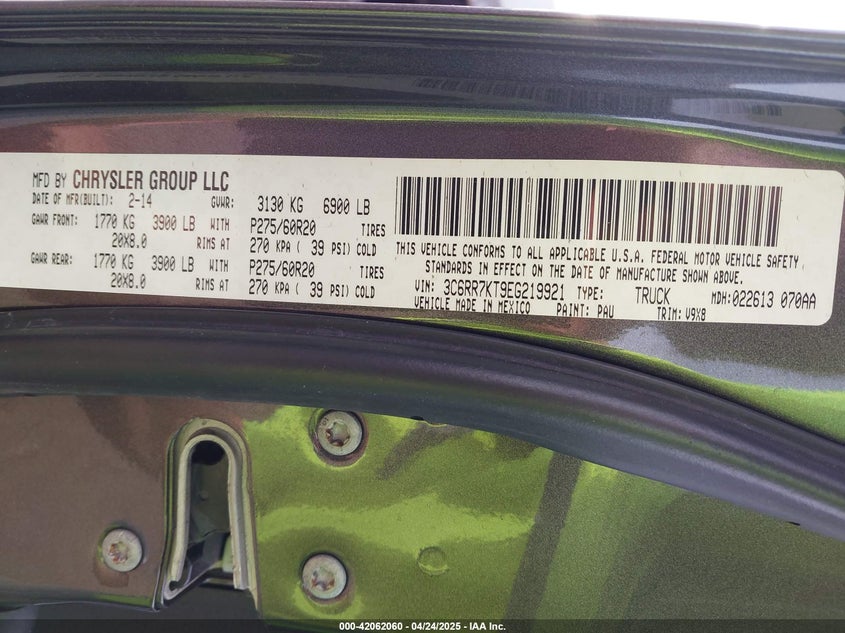 MFD BY CHRYSLER GROUP LLC
DATE OF MFR(BUILT): 2-14 GVWR: 3130 KG 6900 LB
GAWR FRONT: 1770 KG 3900 LB WITH P275/60R20 TIRES
20X8.0 RIMS AT 270 KPA ( 39 PSI) COLD
GAWR REAR: 1770 KG 3900 LB WITH P275/60R20 TIRES
20X8.0 RIMS AT 270 KPA ( 39 PSI) COLD
THIS VEHICLE CONFORMS TO ALL APPLICABLE U.S.A. FEDERAL MOTOR VEHICLE SAFETY
STANDARDS IN EFFECT ON THE DATE OF MANUFACTURE SHOWN ABOVE.
VIN: 3C6RR7KT9EG219921 TYPE: TRUCK MDH:022613 070AA
VEHICLE MADE IN MEXICO PAINT: PAU TRIM: V9X8
000-42062060 - 04/24/2025 - IAA Inc.